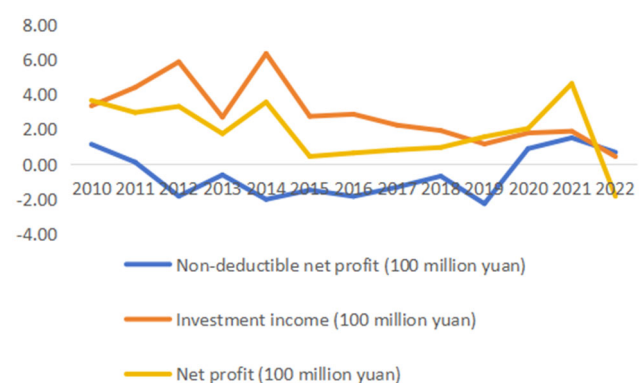 8.00
6.00
4.00
2.00
0.00
2010 2011 2012 2013 2014 2015 2016 2017 2018 2019 2020 2021 2022
-2.00
-4.00
Non-deductible net profit (100 million yuan)
Investment income (100 million yuan)
Net profit (100 million yuan)